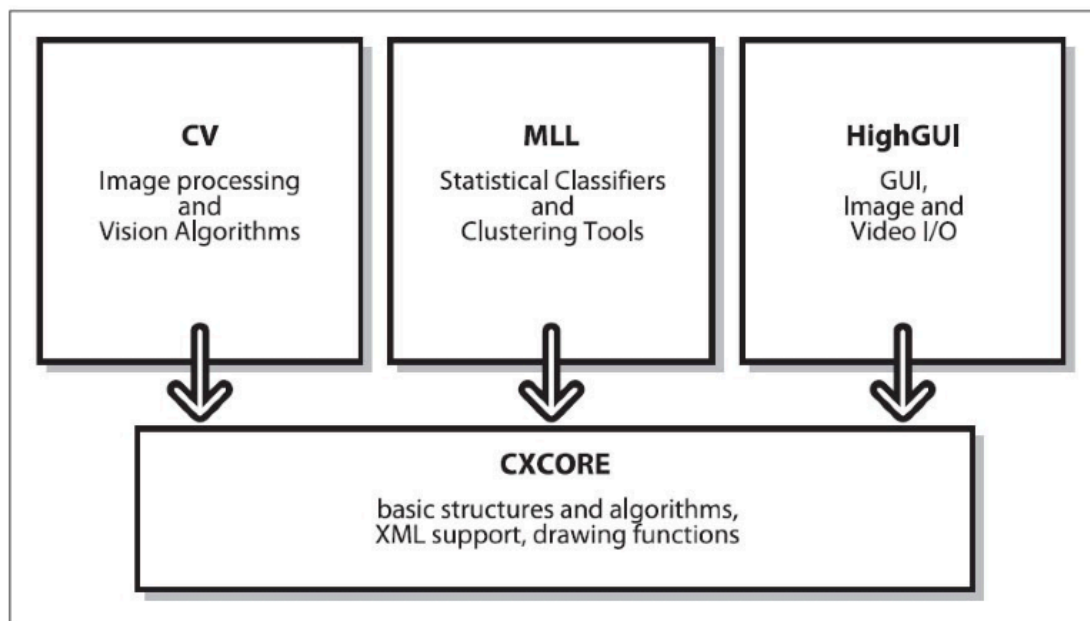 CV
Image processing
and
Vision Algorithms
MLL
Statistical Classifiers
and
Clustering Tools
HighGUI
GUI,
Image and
Video I/O
CXCORE
basic structures and algorithms,
XML support, drawing functions